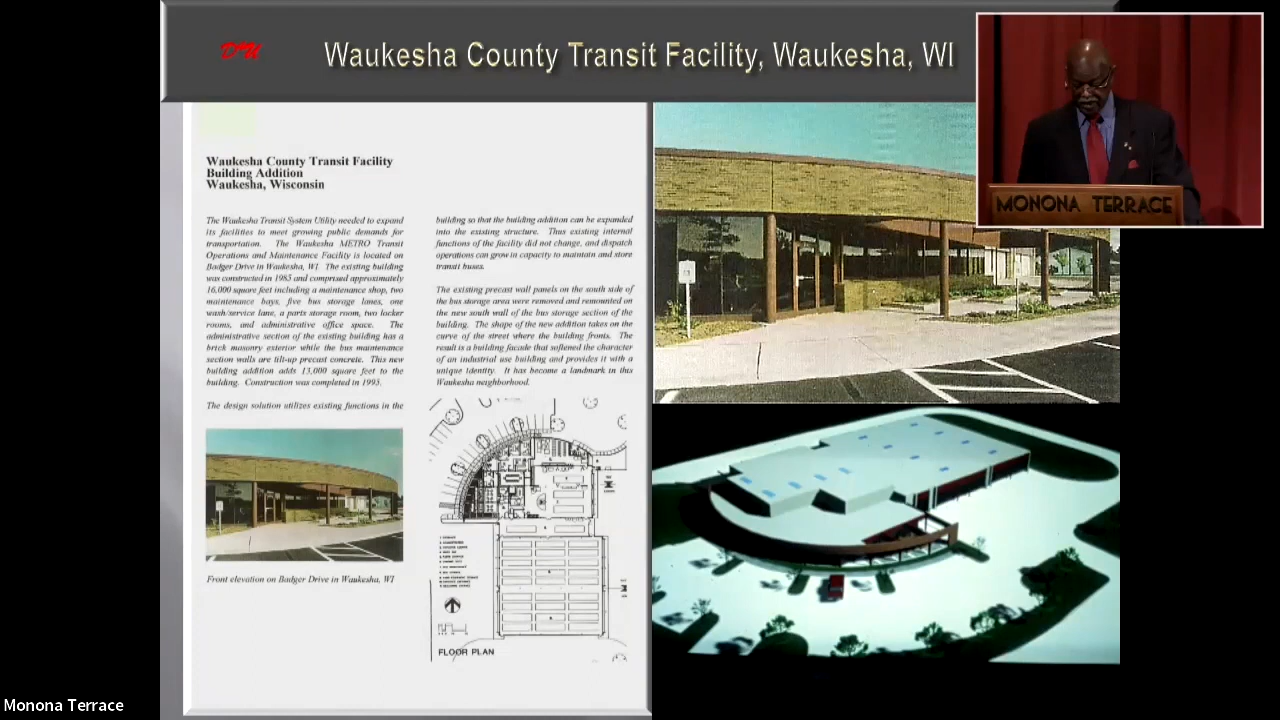 D²U
Waukesha County Transit Facility, Waukesha, WI
MONONA TERRACE
Waukesha County Transit Facility
Building Addition
Waukesha, Wisconsin
The Waukesha Transit System Utility needed to expand
its facilities to meet growing public demands for
transportation. The Waukesha METRO Transit
Operations and Maintenance Facility is located on
Badger Drive in Waukesha, WI. The existing building
was constructed in 1983 and comprised approximately
16,000 square feet including a maintenance shop, two
maintenance bays, five bus storage lanes, one
wash/service lane, a parts storage room, two locker
rooms, and administrative office space. The
administrative section of the existing building has a
brick masonry exterior while the bus maintenance
section walls are tilt-up precast concrete. This new
building addition adds 13,000 square feet to the
building. Construction was completed in 1993.
The design solution utilizes existing functions in the
building so that the building addition can be expanded
into the existing structure. Thus existing internal
functions of the facility did not change, and dispatch
operations can grow in capacity to maintain and store
transit buses.
The existing precast wall panels on the south side of
the bus storage area were removed and remounted on
the new south wall of the bus storage section of the
building. The shape of the new addition takes on the
curve of the street where the building fronts. The
result is a building facade that softened the character
of an industrial use building and provides it with a
unique identity. It has become a landmark in this
Waukesha neighborhood.
Front elevation on Badger Drive in Waukesha, WI
FLOOR PLAN
Monona Terrace